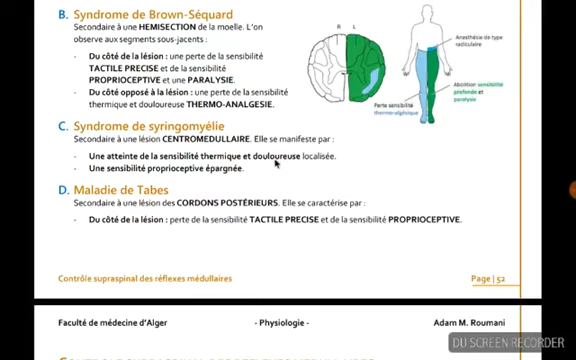 B. Syndrome de Brown-Séquard
Secondaire à une HEMISECTION de la moelle. L'on
observe aux segments sous-jacents :
- Du côté de la lésion : une perte de la sensibilité
TACTILE PRECISE et de la sensibilité
PROPRIOCEPTIVE et une PARALYSIE.
- Du côté opposé à la lésion : une perte de la sensibilité
thermique et douloureuse THERMO-ANALGESIE.
R L
Anesthésie de type
radiculaire
Abolition sensibilité
profonde et
paralysie
Perte sensibilité
thermo-algésique
C. Syndrome de syringomyélie
Secondaire à une lésion CENTROMEDULLAIRE. Elle se manifeste par :
- Une atteinte de la sensibilité thermique et douloureuse localisée.
- Une sensibilité proprioceptive épargnée.
D. Maladie de Tabes
Secondaire à une lésion des CORDONS POSTÉRIEURS. Elle se caractérise par :
- Du côté de la lésion : perte de la sensibilité TACTILE PRECISE et de la sensibilité PROPRIOCEPTIVE.
Contrôle supraspinal des réflexes médullaires Page | 52
Faculté de médecine d'Alger - Physiologie - Adam M. Roumani
DU SCREEN RECORDER